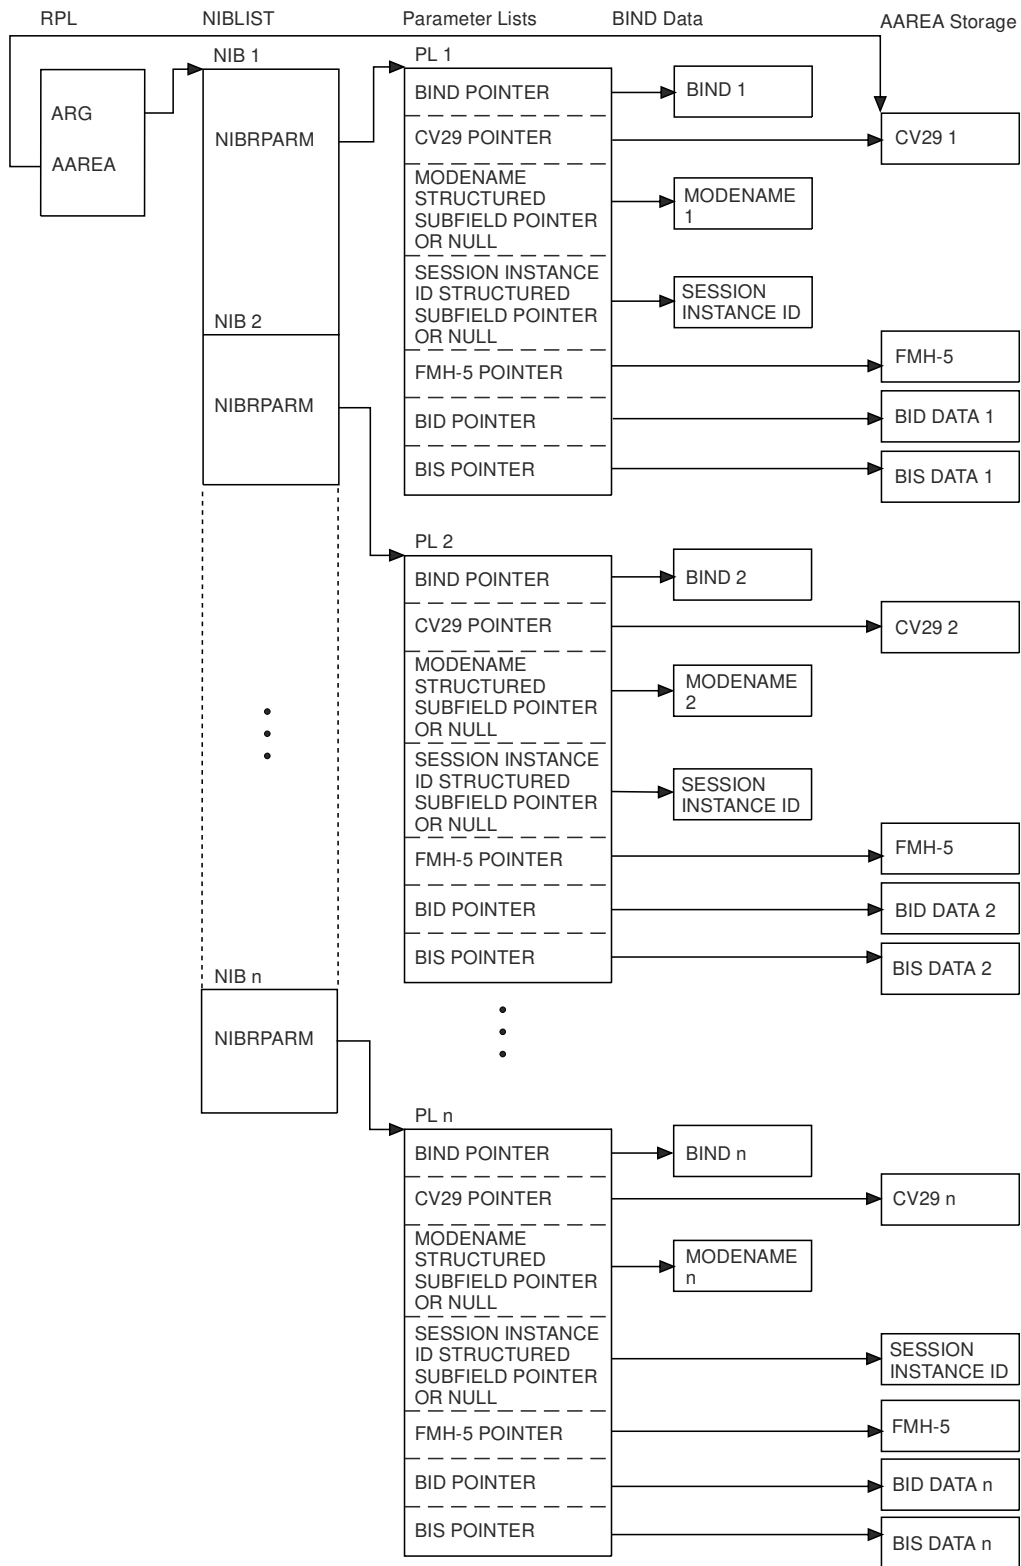 RPL
NIBLIST
Parameter Lists
BIND Data
AAREA Storage
NIB 1
PL 1
ARG
AAREA
NIBRPARM
BIND POINTER
BIND 1
CV29 POINTER
CV29 1
MODENAME
STRUCTURED
SUBFIELD POINTER
OR NULL
MODENAME
1
SESSION INSTANCE
ID STRUCTURED
SUBFIELD POINTER
OR NULL
SESSION
INSTANCE ID
NIB 2
NIBRPARM
FMH-5 POINTER
FMH-5
BID POINTER
BID DATA 1
BIS POINTER
BIS DATA 1
PL 2
BIND POINTER
BIND 2
CV29 POINTER
CV29 2
MODENAME
STRUCTURED
SUBFIELD POINTER
OR NULL
MODENAME
2
SESSION INSTANCE
ID STRUCTURED
SUBFIELD POINTER
OR NULL
SESSION
INSTANCE ID
FMH-5 POINTER
FMH-5
BID POINTER
BID DATA 2
BIS POINTER
BIS DATA 2
NIB n
NIBRPARM
PL n
BIND POINTER
BIND n
CV29 POINTER
CV29 n
MODENAME
STRUCTURED
SUBFIELD POINTER
OR NULL
MODENAME
n
SESSION INSTANCE
ID STRUCTURED
SUBFIELD POINTER
OR NULL
SESSION
INSTANCE ID
FMH-5 POINTER
FMH-5
BID POINTER
BID DATA n
BIS POINTER
BIS DATA n